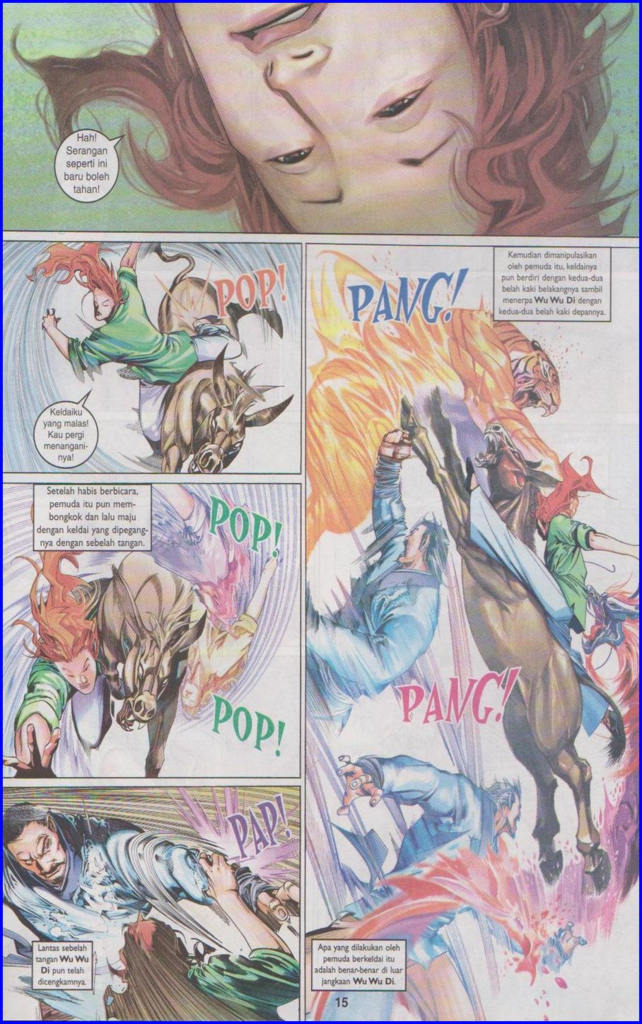 Hah!
Serangan
seperti ini
baru boleh
tahan!
POP!
Keldaiku
yang malas!
Kau pergi
menangani-
nya!
Setelah habis berbicara,
pemuda itu pun mem-
bongkok dan lalu maju
dengan keldai yang dipegang-
nya dengan sebelah tangan.
POP!
POP!
PAP!
Lantas sebelah
tangan Wu Wu
Di pun telah
dicengkamnya.
Kemudian dimanipulasikan
oleh pemuda itu, keldainya
pun berdiri dengan kedua-dua
belah kaki belakangnya sambil
menerpa Wu Wu Di dengan
kedua-dua belah kaki depannya.
PANG!
PANG!
Apa yang dilakukan oleh
pemuda berkeldai itu
adalah benar-benar di luar
jangkaan Wu Wu Di.
15